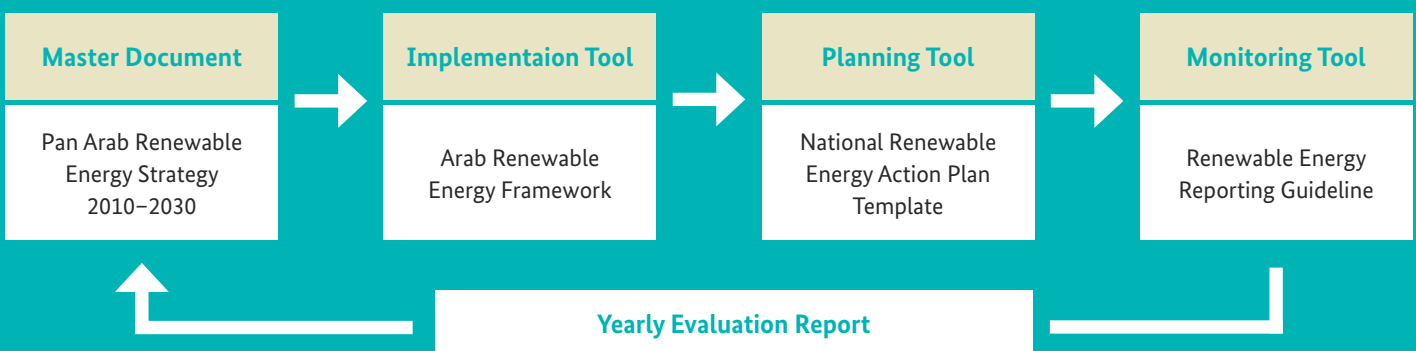 Master Document
Pan Arab Renewable
Energy Strategy
2010–2030
Implementaion Tool
Arab Renewable
Energy Framework
Planning Tool
National Renewable
Energy Action Plan
Template
Monitoring Tool
Renewable Energy
Reporting Guideline
Yearly Evaluation Report